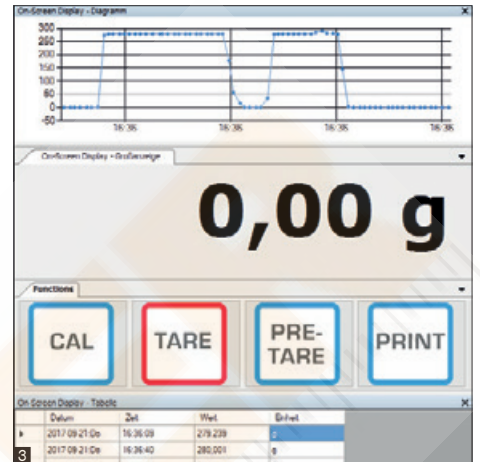 On-Screen Display - Diagramm x
300
250
200
150
100
50
0
-50
16:36 16:36 16:36 16:36
On-Screen Display - Großanzeige
0,00 g
Functions
CAL TARE PRE-TARE PRINT
On Screen Display - Tabelle x
Datum Zeit Wert Einheit
2017 09 21 Do 16:36:09 279.239 g
2017 09 21 Do 16:36:40 280,001 g
3